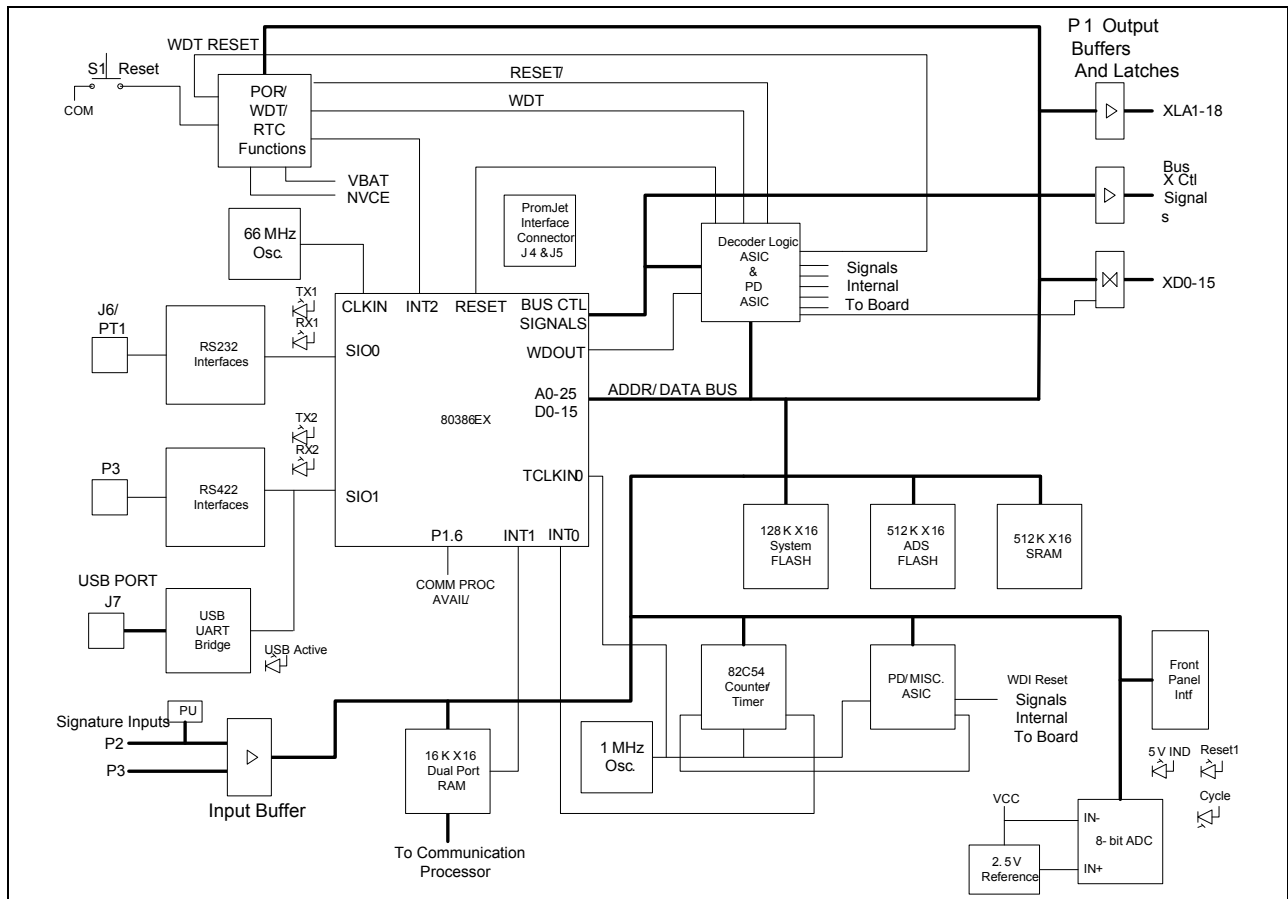 P 1 Output
Buffers
And Latches
WDT RESET
S1 Reset
COM
POR/
WDT/
RTC
Functions
RESET/
WDT
XLA1-18
VBAT
NVCE
Bus
X Ctl
Signal
s
PromJet
Interface
Connector
J 4 & J5
66 MHz
Osc.
Decoder Logic
ASIC
&
PD
ASIC
Signals
Internal
To Board
XD0-15
J6/
PT1
RS232
Interfaces
TX1
RX1
CLKIN
INT2
RESET
BUS CTL
SIGNALS
SIO0
WDOUT
A0-25
D0-15
ADDR/ DATA BUS
80386EX
P3
RS422
Interfaces
TX2
RX2
SIO1
TCLKIN0
P1.6
INT1
INT0
128K X16
System
FLASH
512K X16
ADS
FLASH
512K X16
SRAM
COMM PROC
AVAIL/
USB PORT
J7
USB
UART
Bridge
USB Active
82C54
Counter/
Timer
PD/ MISC.
ASIC
WDI Reset
Signals
Internal
To Board
Front
Panel
Intf
Signature Inputs
PU
P2
P3
Input Buffer
16 K X16
Dual Port
RAM
1 MHz
Osc.
5 V IND
Reset1
Cycle
VCC
IN-
8- bit ADC
IN+
2. 5 V
Reference
To Communication
Processor